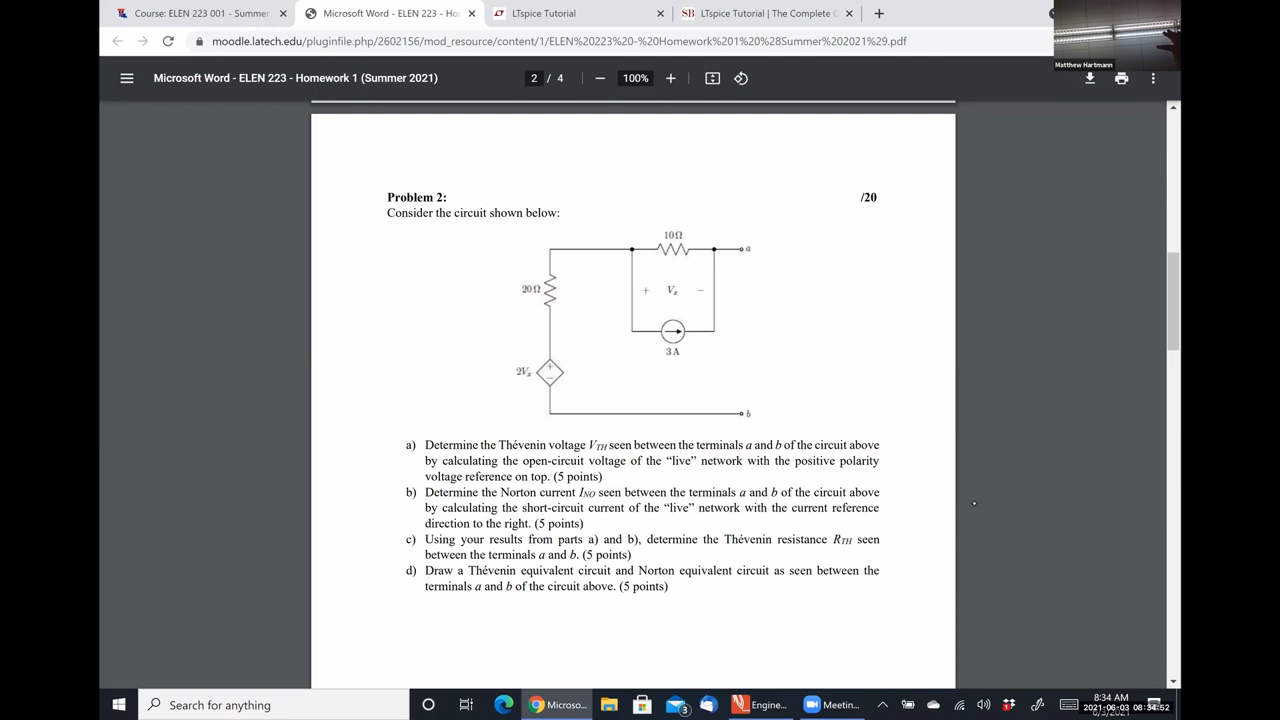 Course: ELEN 223 001 - Summer
Microsoft Word - ELEN 223 - Ho
LTspice Tutorial
LTspice Tutorial | The Complete
moodle.latech.edu/pluginfile.php/2602156/mod_resource/content/1/ELEN%20223%20-%20Homework%201%20%28Summer%202021%29.pdf
Matthew Hartmann
Microsoft Word - ELEN 223 - Homework 1 (Summer 2021)
2 / 4
100%
Problem 2:
/20
Consider the circuit shown below:
10Ω
a
20Ω
+ Vx −
3 A
2Vx
+
−
b
a) Determine the Thévenin voltage VTH seen between the terminals a and b of the circuit above
by calculating the open-circuit voltage of the “live” network with the positive polarity
voltage reference on top. (5 points)
b) Determine the Norton current INO seen between the terminals a and b of the circuit above
by calculating the short-circuit current of the “live” network with the current reference
direction to the right. (5 points)
c) Using your results from parts a) and b), determine the Thévenin resistance RTH seen
between the terminals a and b. (5 points)
d) Draw a Thévenin equivalent circuit and Norton equivalent circuit as seen between the
terminals a and b of the circuit above. (5 points)
Search for anything
Microso...
3
Engine...
Meetin...
8:34 AM
2021-06-03 08:34:52